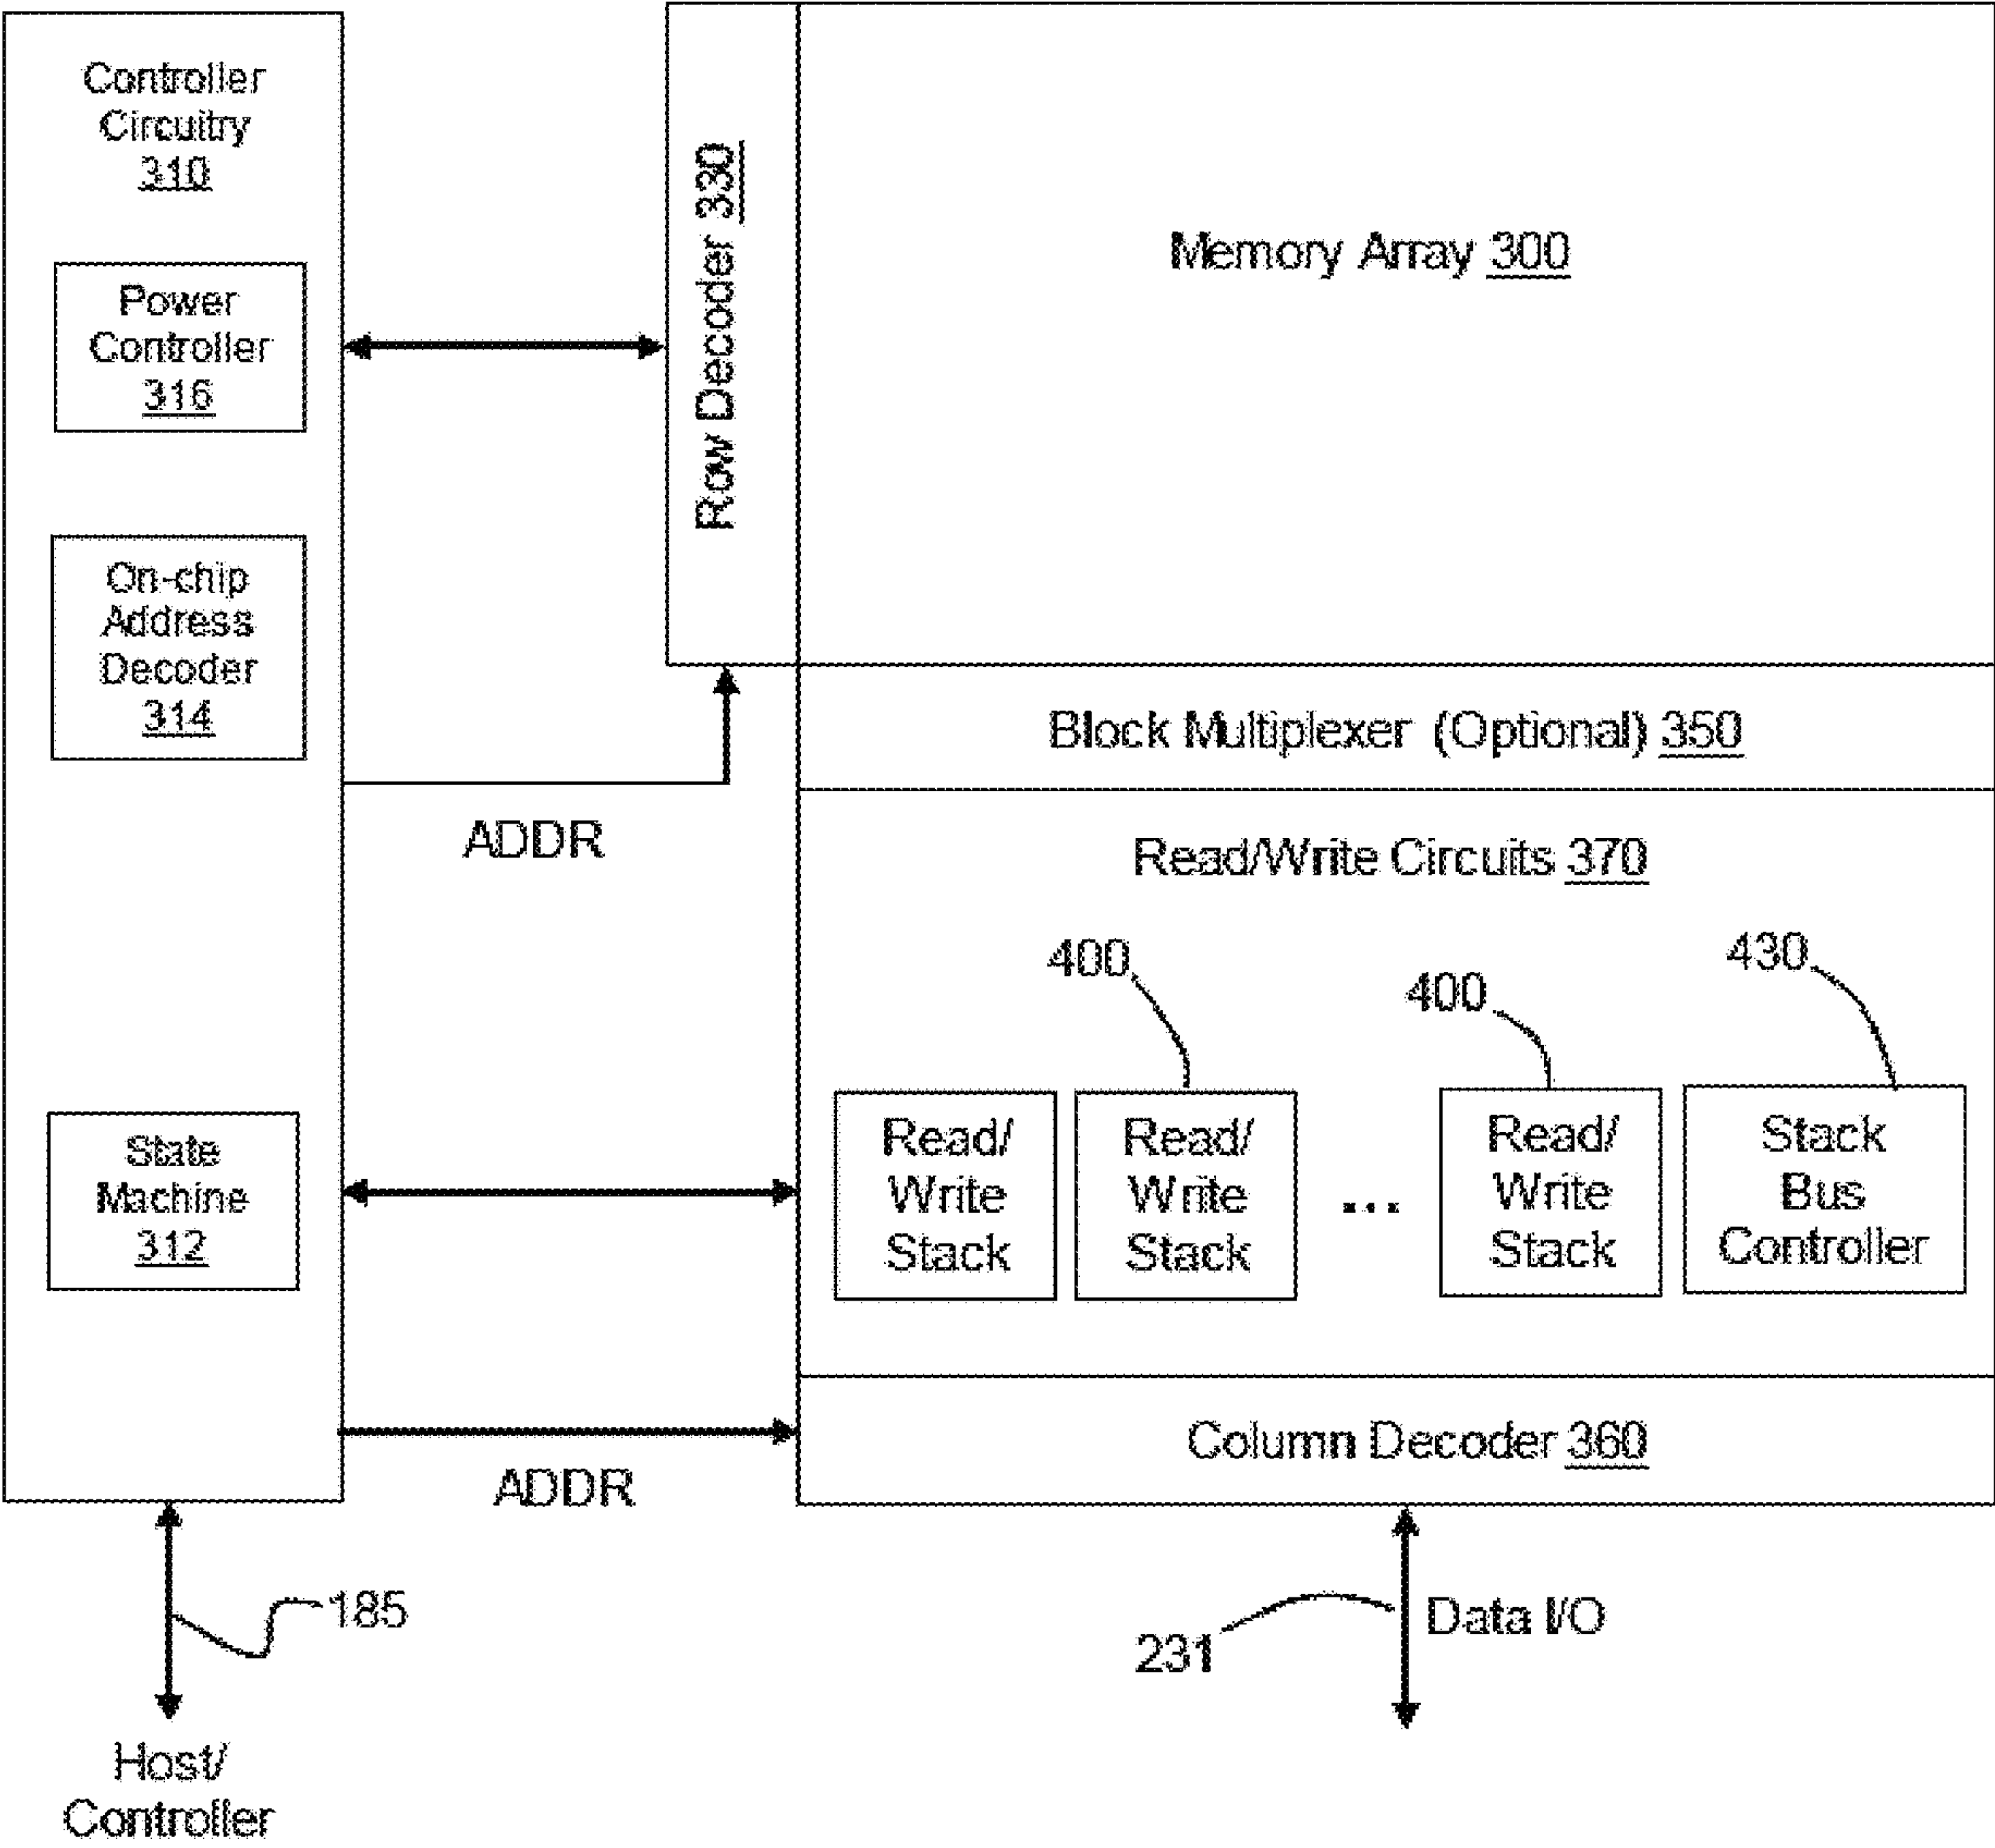 Controller
Circuitry
310
Power
Controller
316
On-chip
Address
Decoder
314
State
Machine
312
Row Decoder 330
Memory Array 300
Block Multiplexer (Optional) 350
ADDR
Read/Write Circuits 370
400
400
430
Read/
Write
Stack
Read/
Write
Stack
...
Read/
Write
Stack
Stack
Bus
Controller
Column Decoder 360
ADDR
185
231
Data I/O
Host/
Controller